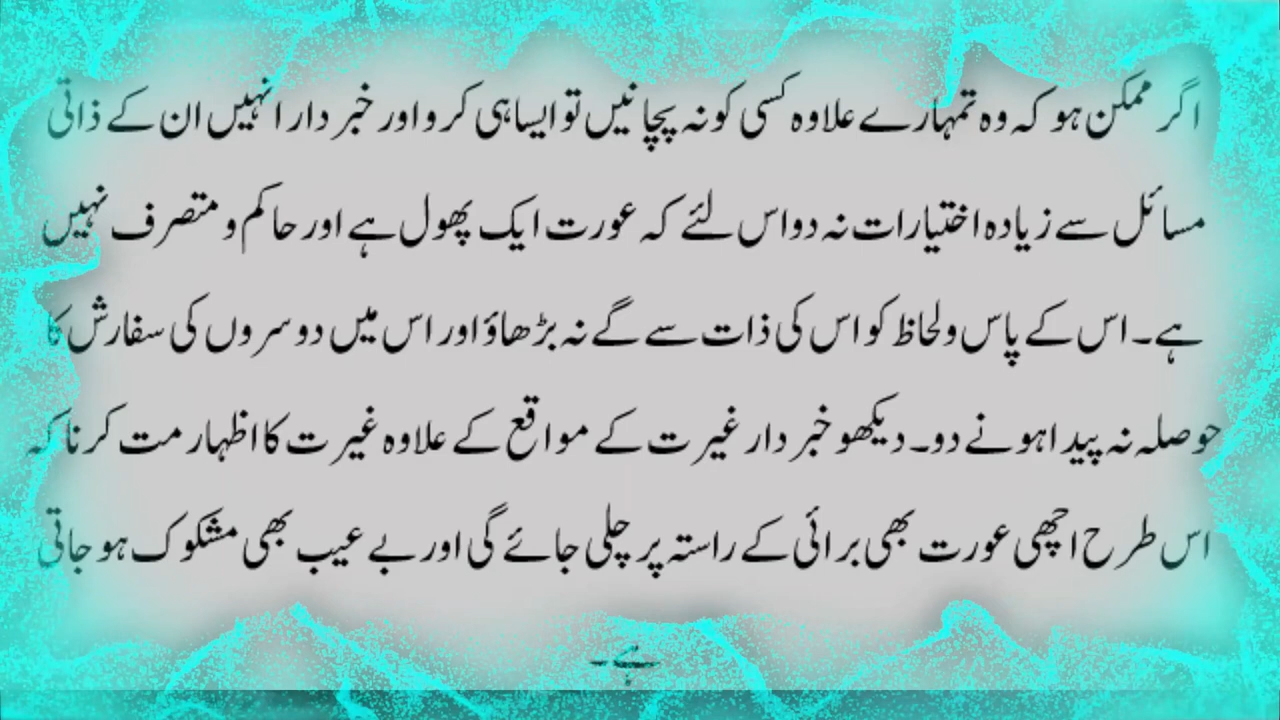 اگر ممکن ہو کہ وہ تمہارے علاوہ کسی کو نہ پہچانیں تو ایسا ہی کرو اور خبر دار انہیں ان کے ذاتی
مسائل سے زیادہ اختیارات نہ دو اس لئے کہ عورت ایک پھول ہے اور حاکم و متصرف نہیں
ہے۔ اس کے پاس ولحاظ کو اس کی ذات سے گے نہ بڑھاؤ اور اس میں دوسروں کی سفارش کا
حوصلہ نہ پیدا ہونے دو۔ دیکھو خبر دار غیرت کے مواقع کے علاوہ غیرت کا اظہار مت کرنا کہ
اس طرح اچھی عورت بھی برائی کے راستہ پر چلی جائے گی اور بے عیب بھی مشکوک ہو جاتی
ہے۔